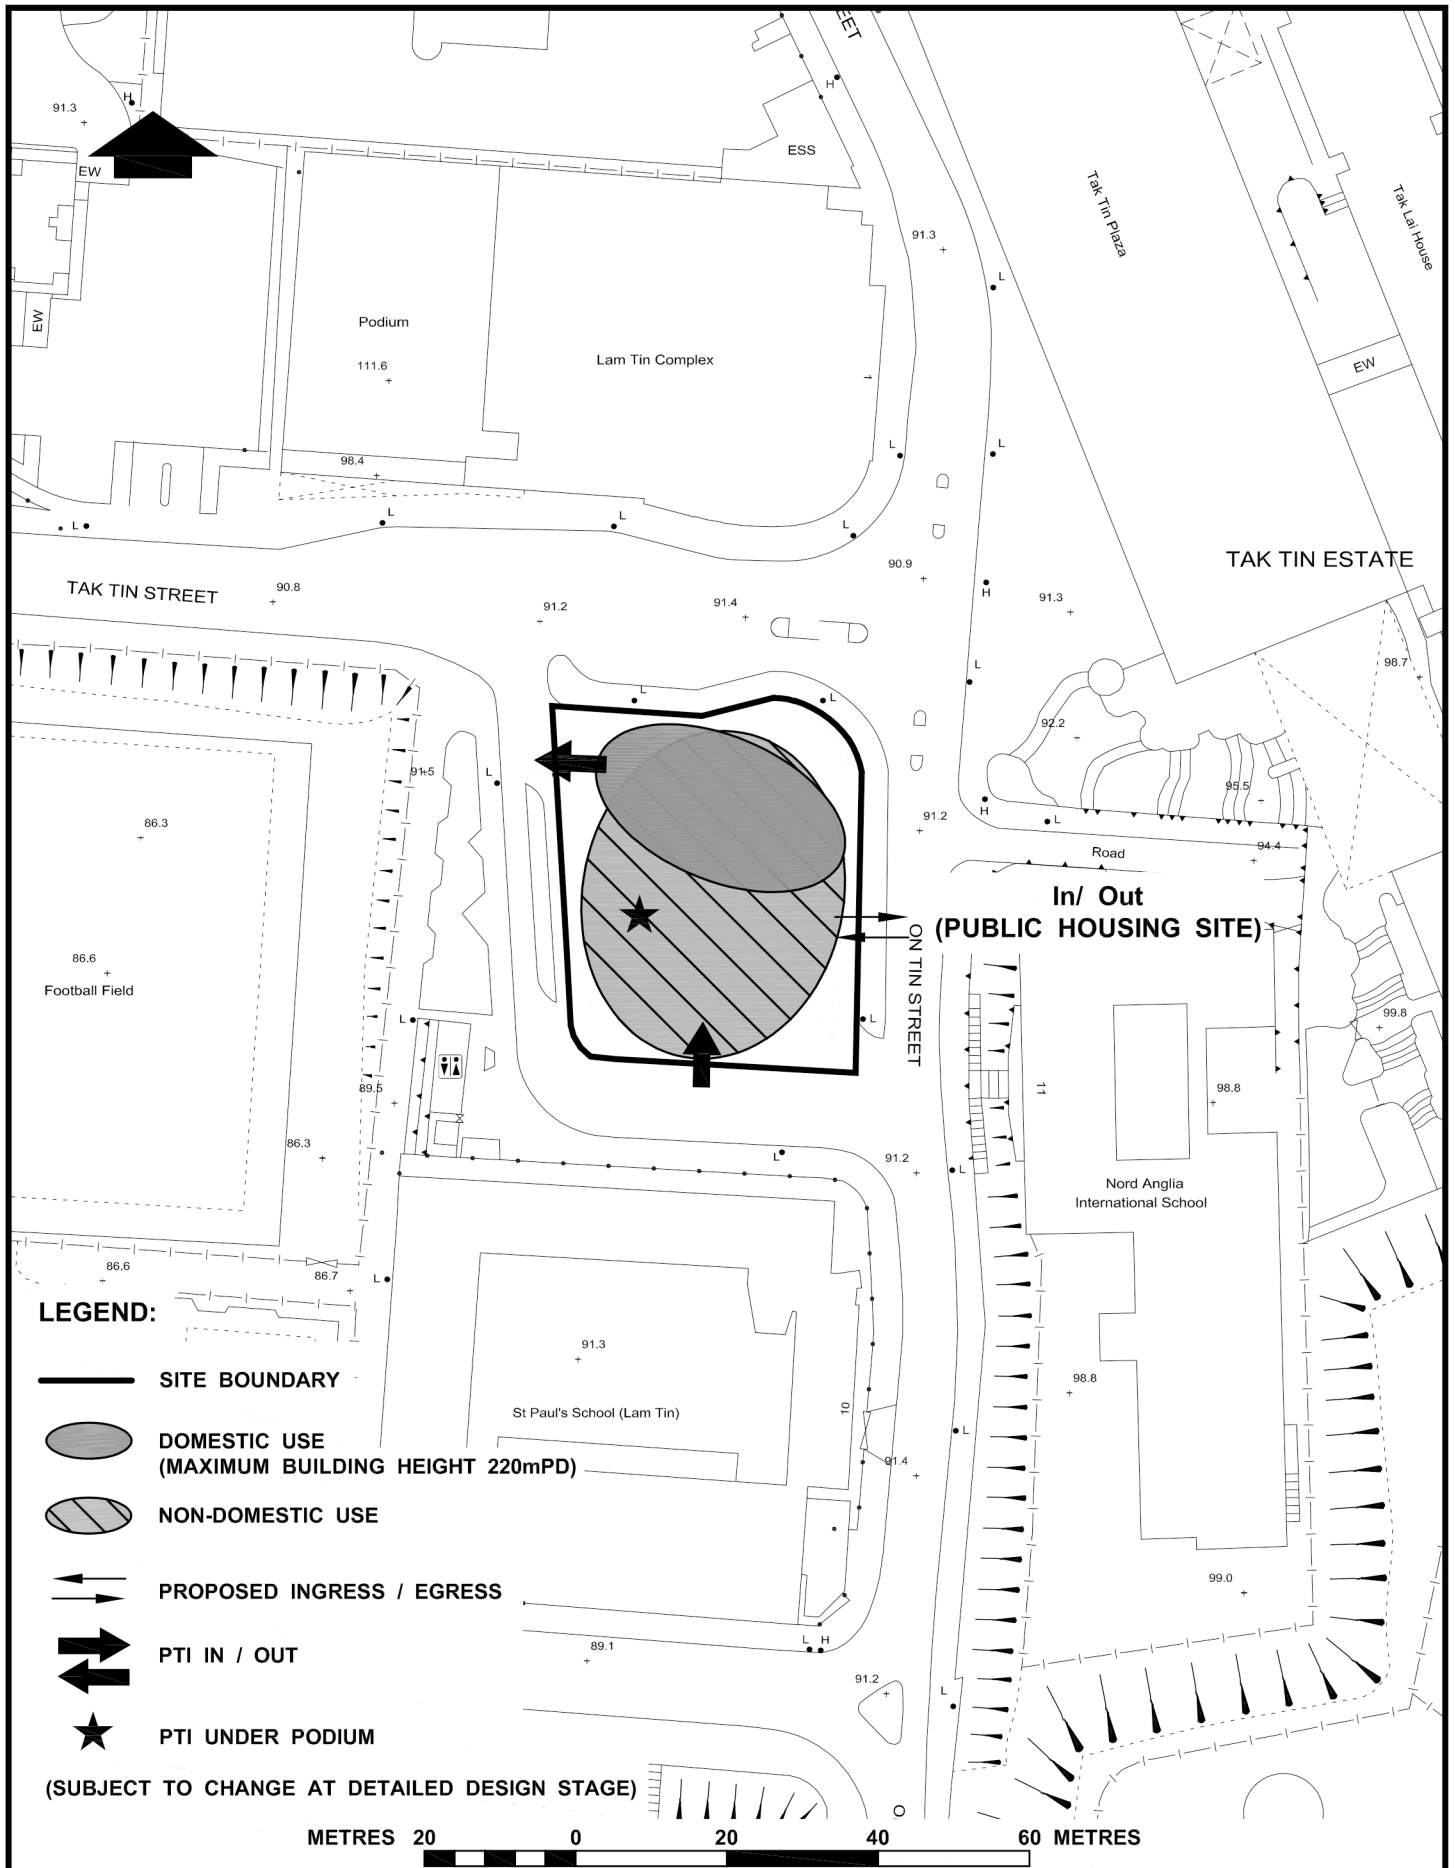 EET
H
91.3
H
ESS
EW
Tak Tin Plaza
Tak Lai House
91.3
L
EW
Podium
Lam Tin Complex
111.6
1
EW
L
L
98.4
L
L
L
L
TAK TIN ESTATE
90.9
TAK TIN STREET
90.8
91.2
91.4
H
91.3
98.7
L
L
L
92.2
91.5
L
95.5
H
L
86.3
91.2
Road
94.4
In/ Out
(PUBLIC HOUSING SITE)
ON TIN STREET
86.6
Football Field
L
L
99.8
89.5
11
98.8
86.3
L
91.2
L
Nord Anglia
International School
86.6
86.7
L
LEGEND:
91.3
SITE BOUNDARY
98.8
10
St Paul's School (Lam Tin)
L
DOMESTIC USE
(MAXIMUM BUILDING HEIGHT 220mPD)
91.4
NON-DOMESTIC USE
PROPOSED INGRESS / EGRESS
99.0
PTI IN / OUT
89.1
L H
91.2
L
PTI UNDER PODIUM
(SUBJECT TO CHANGE AT DETAILED DESIGN STAGE)
O
METRES 20 0 20 40 60 METRES